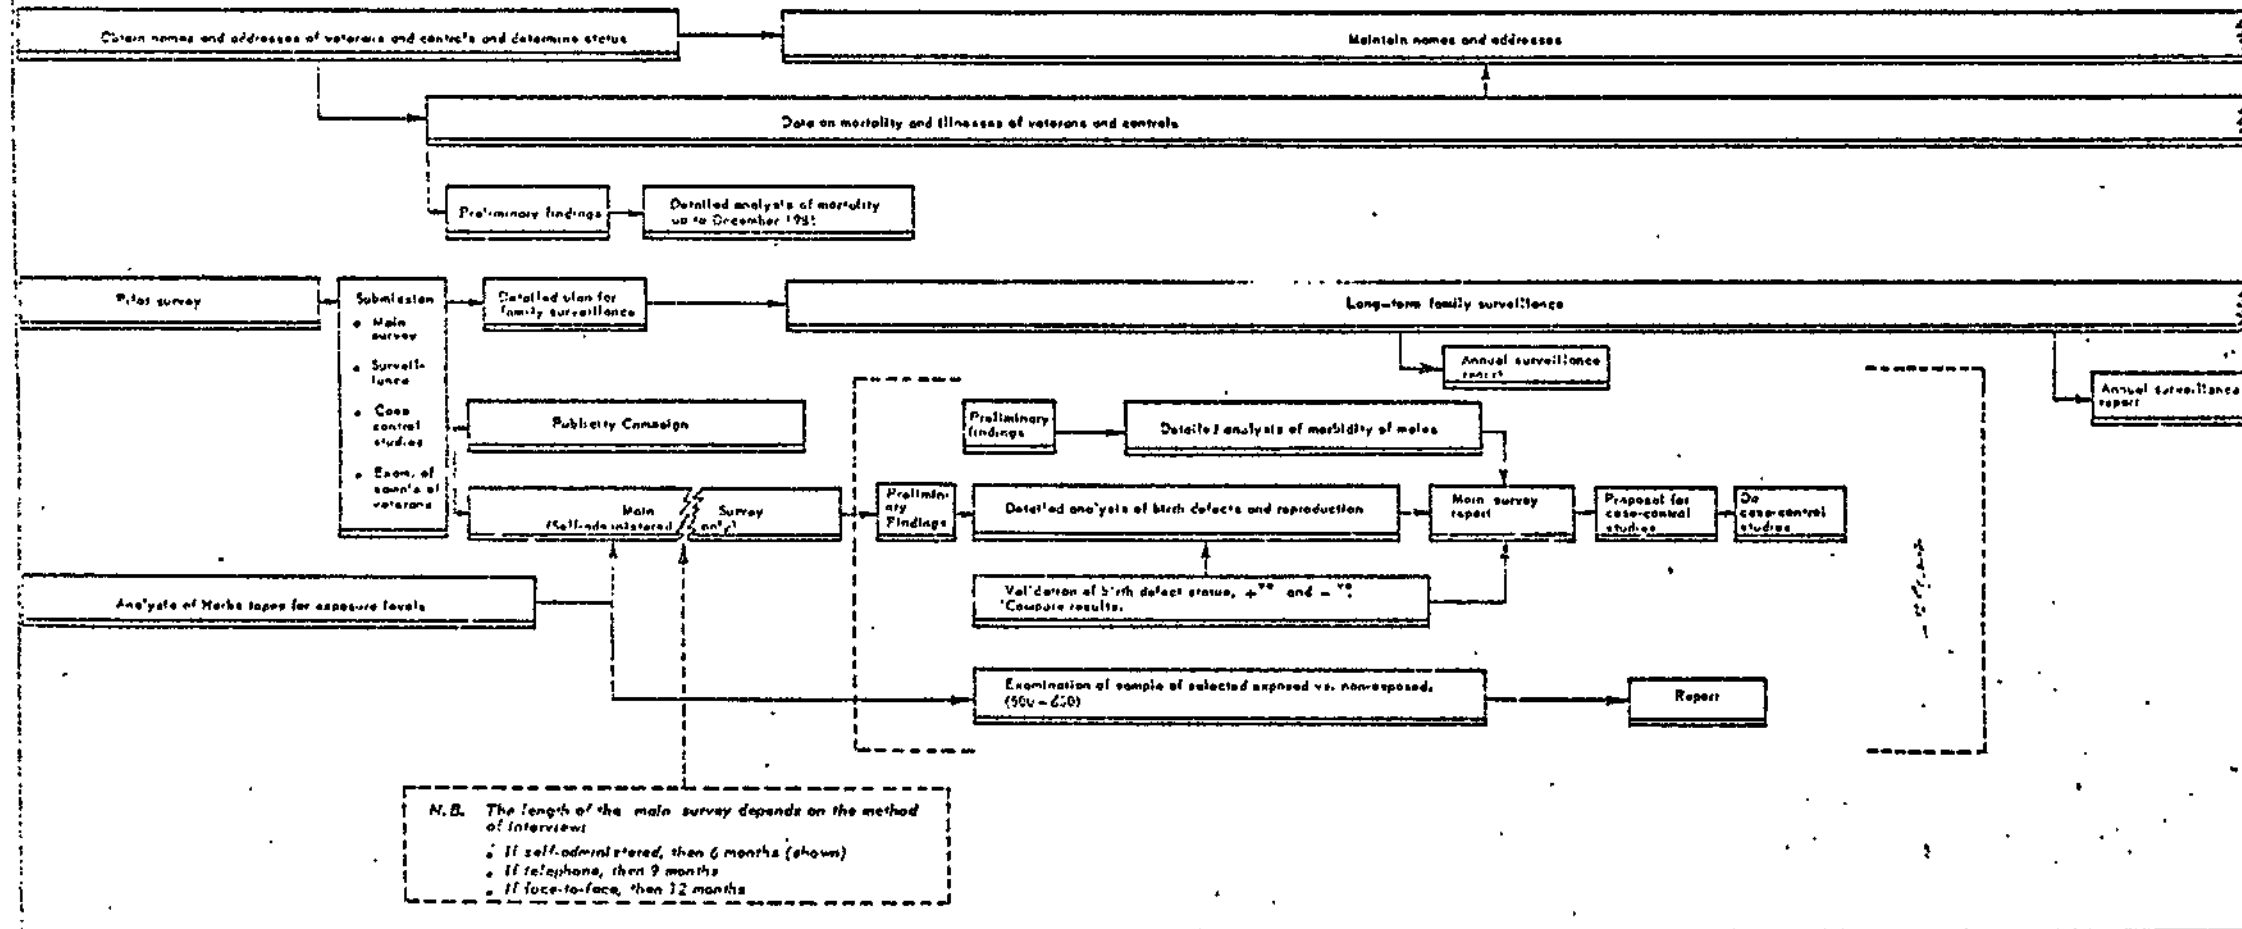 Obtain names and addresses of veterans and controls and determine status
Maintain names and addresses
Data on mortality and illnesses of veterans and controls
Preliminary findings
Detailed analysis of mortality
up to December 1981
Pilot survey
Submission
• Main
survey
• Surveil-
lance
• Case
control
studies
• Exam. of
sample of
veterans
Detailed plan for
family surveillance
Long-term family surveillance
Annual surveillance
report
Annual surveillance
report
Publicity Campaign
Preliminary
findings
Detailed analysis of morbidity of males
Main Survey
(Self-administered only)
Prelimin-
ary
Findings
Detailed analysis of birth defects and reproduction
Main survey
report
Proposal for
case-control
studies
Do
case-control
studies
Analysis of Herbs tapes for exposure levels
Validation of birth defect status, +ve and -ve.
Compare results.
Examination of sample of selected exposed vs. non-exposed.
Report
N.B. The length of the main survey depends on the method
of interview:
• If self-administered, then 6 months (shown)
• If telephone, then 9 months
• If face-to-face, then 12 months